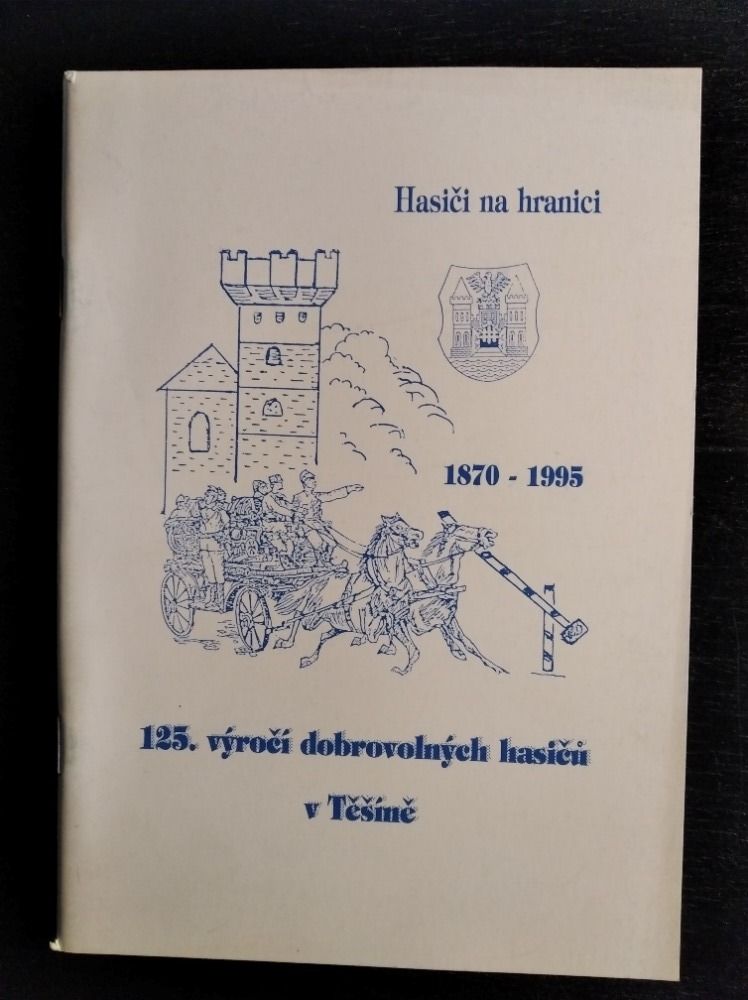 Hasiči na hranici
1870 - 1995
125. výročí dobrovolných hasičů
v Těšíně